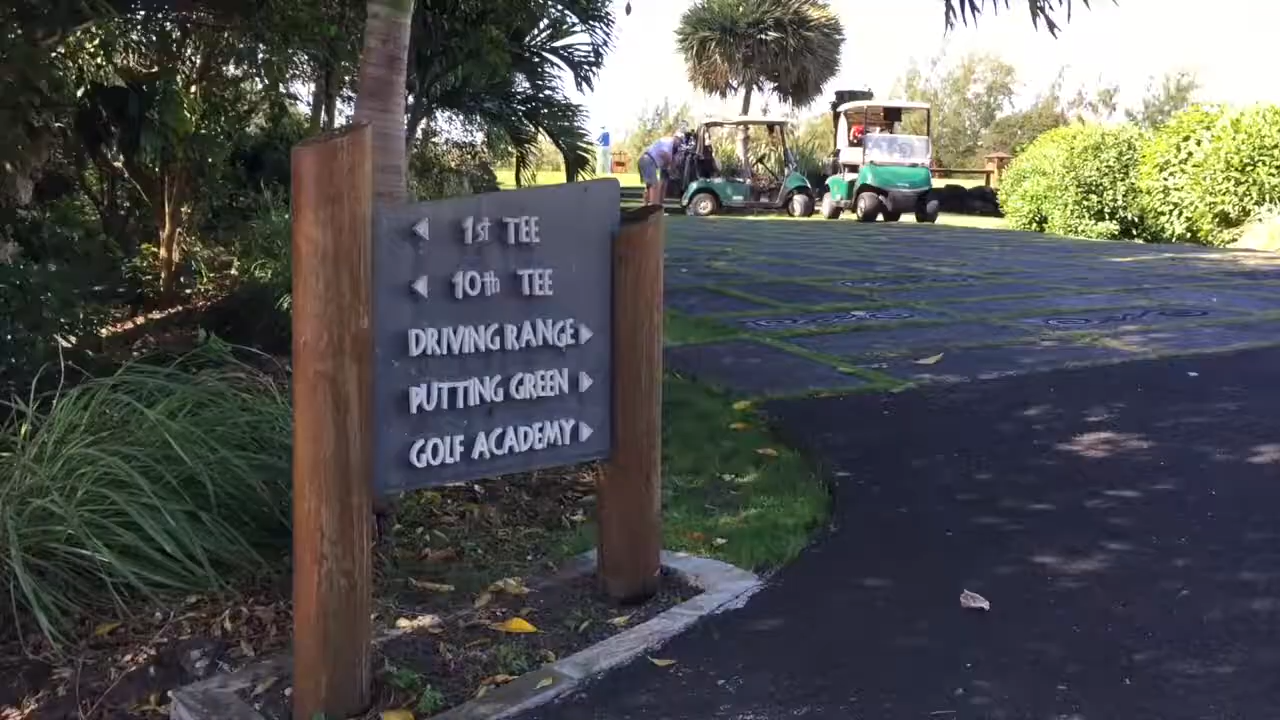 ◀ 1st TEE
◀ 10th TEE
DRIVING RANGE ▶
PUTTING GREEN ▶
GOLF ACADEMY ▶